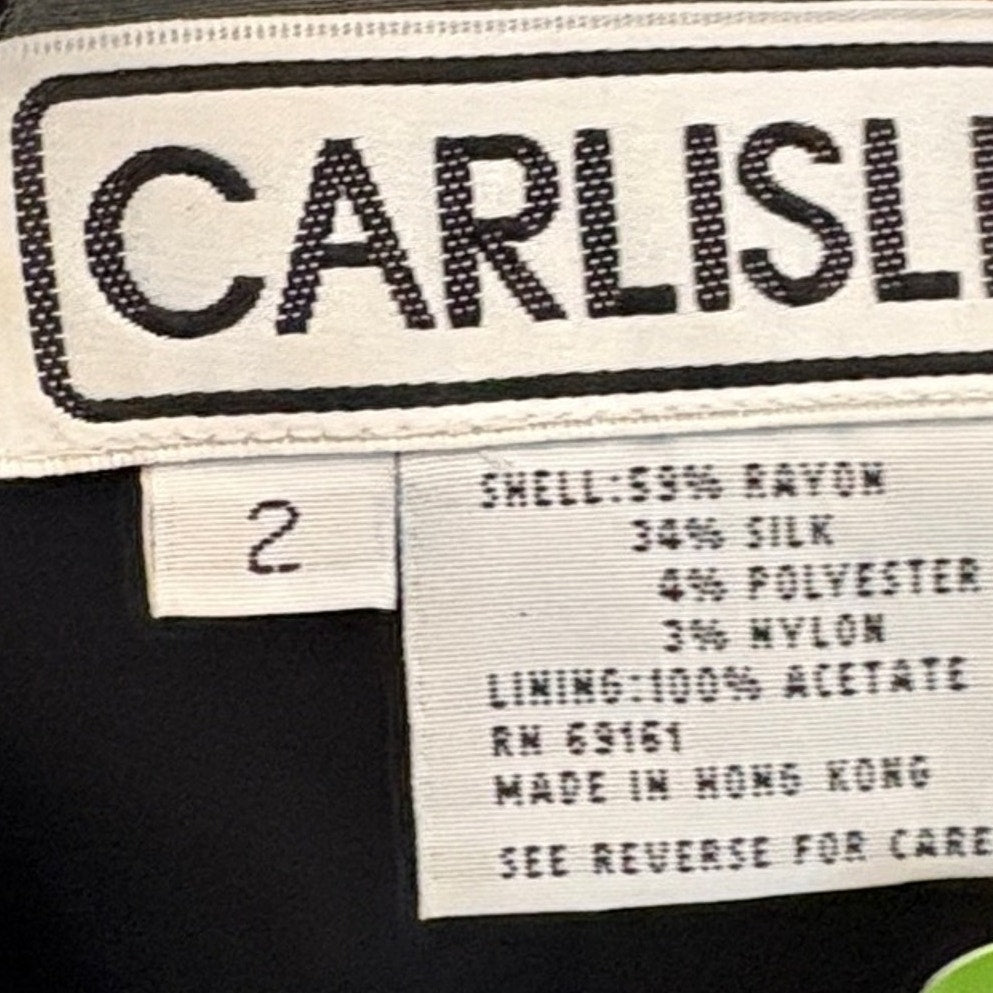 CARLISL
2
SHELL:59% RAYON
34% SILK
4% POLYESTER
3% NYLON
LINING:100% ACETATE
RN 69161
MADE IN HONG KONG
SEE REVERSE FOR CARE